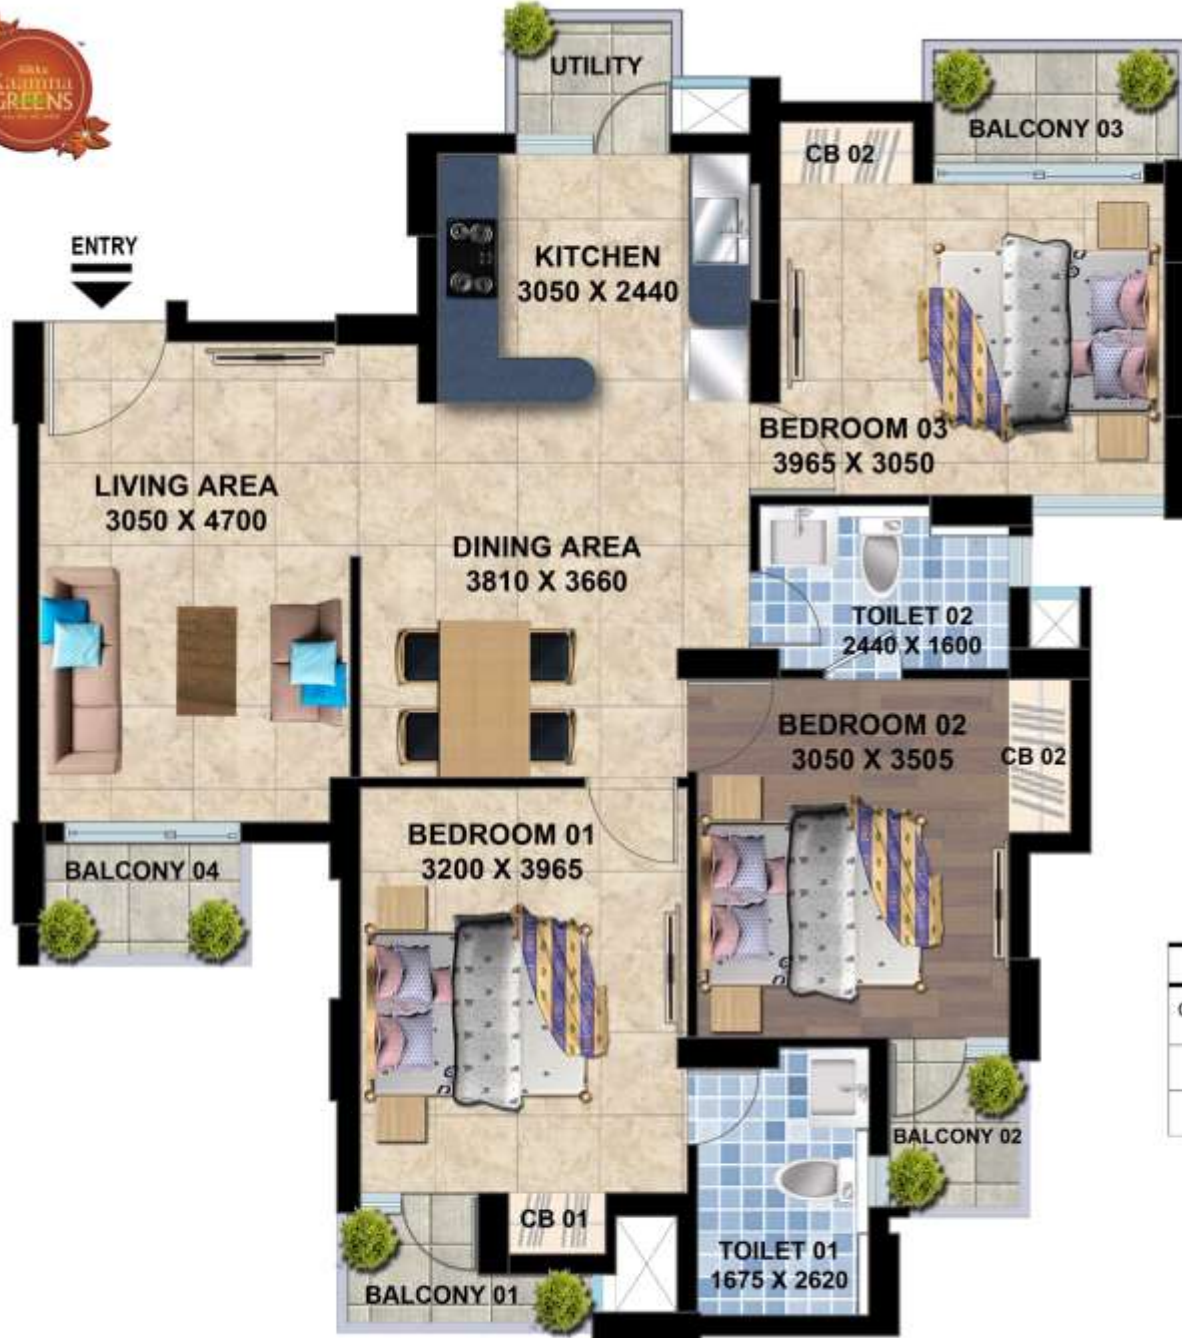 Kaamna
GREENS
UTILITY
BALCONY 03
CB 02
ENTRY
KITCHEN
3050 X 2440
BEDROOM 03
3965 X 3050
LIVING AREA
3050 X 4700
DINING AREA
3810 X 3660
TOILET 02
2440 X 1600
BEDROOM 02
3050 X 3505
CB 02
BEDROOM 01
3200 X 3965
BALCONY 04
BALCONY 02
CB 01
TOILET 01
1675 X 2620
BALCONY 01